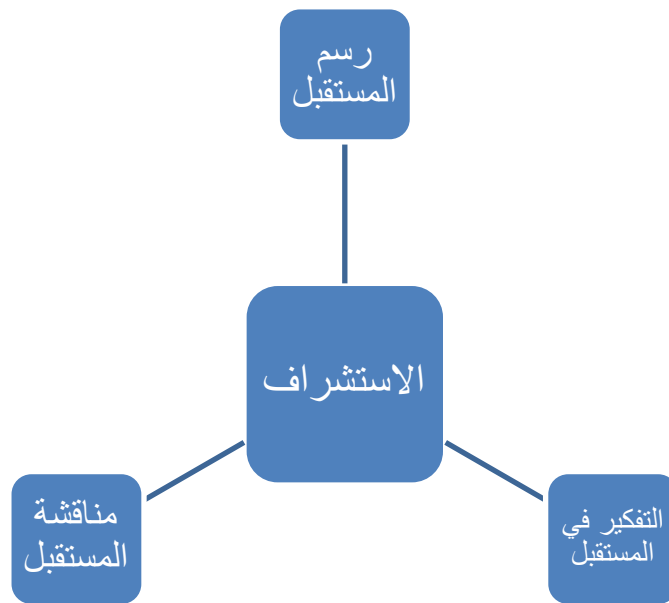 رسم
المستقبل
الاستشراف
مناقشة
المستقبل
التفكير في
المستقبل